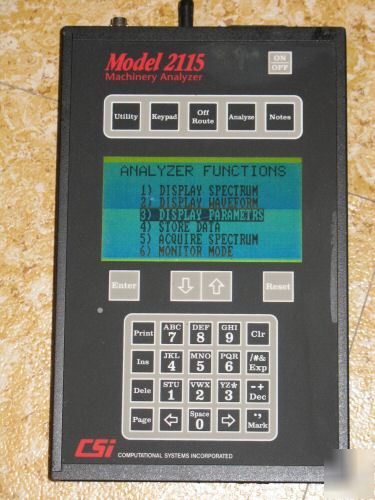 Model 2115
Machinery Analyzer
ON
OFF
Utility
Keypad
Off
Route
Analyze
Notes
ANALYZER FUNCTIONS
1) DISPLAY SPECTRUM
2) DISPLAY WAVEFORM
3) DISPLAY PARAMETRS
4) STORE DATA
5) ACQUIRE SPECTRUM
6) MONITOR MODE
Enter
Reset
Print
ABC
7
DEF
8
GHI
9
Clr
Ins
JKL
4
MNO
5
PQR
6
/#&
Exp
Dele
STU
1
VWX
2
YZ*
3
-+
Dec
Page
Space
0
Mark
CSi
COMPUTATIONAL SYSTEMS INCORPORATED